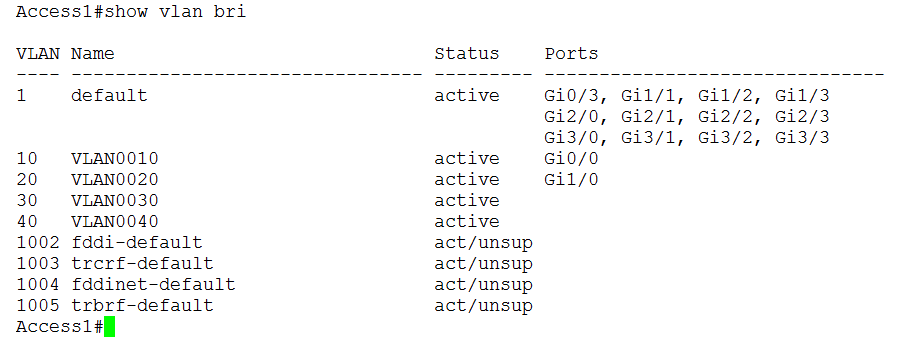 Access1#show vlan bri
VLAN Name                             Status    Ports
---- -------------------------------- --------- -------------------------------
1    default                          active    Gi0/3, Gi1/1, Gi1/2, Gi1/3
                                                Gi2/0, Gi2/1, Gi2/2, Gi2/3
                                                Gi3/0, Gi3/1, Gi3/2, Gi3/3
10   VLAN0010                         active    Gi0/0
20   VLAN0020                         active    Gi1/0
30   VLAN0030                         active
40   VLAN0040                         active
1002 fddi-default                     act/unsup
1003 trcrf-default                    act/unsup
1004 fddinet-default                  act/unsup
1005 trbrf-default                    act/unsup
Access1#